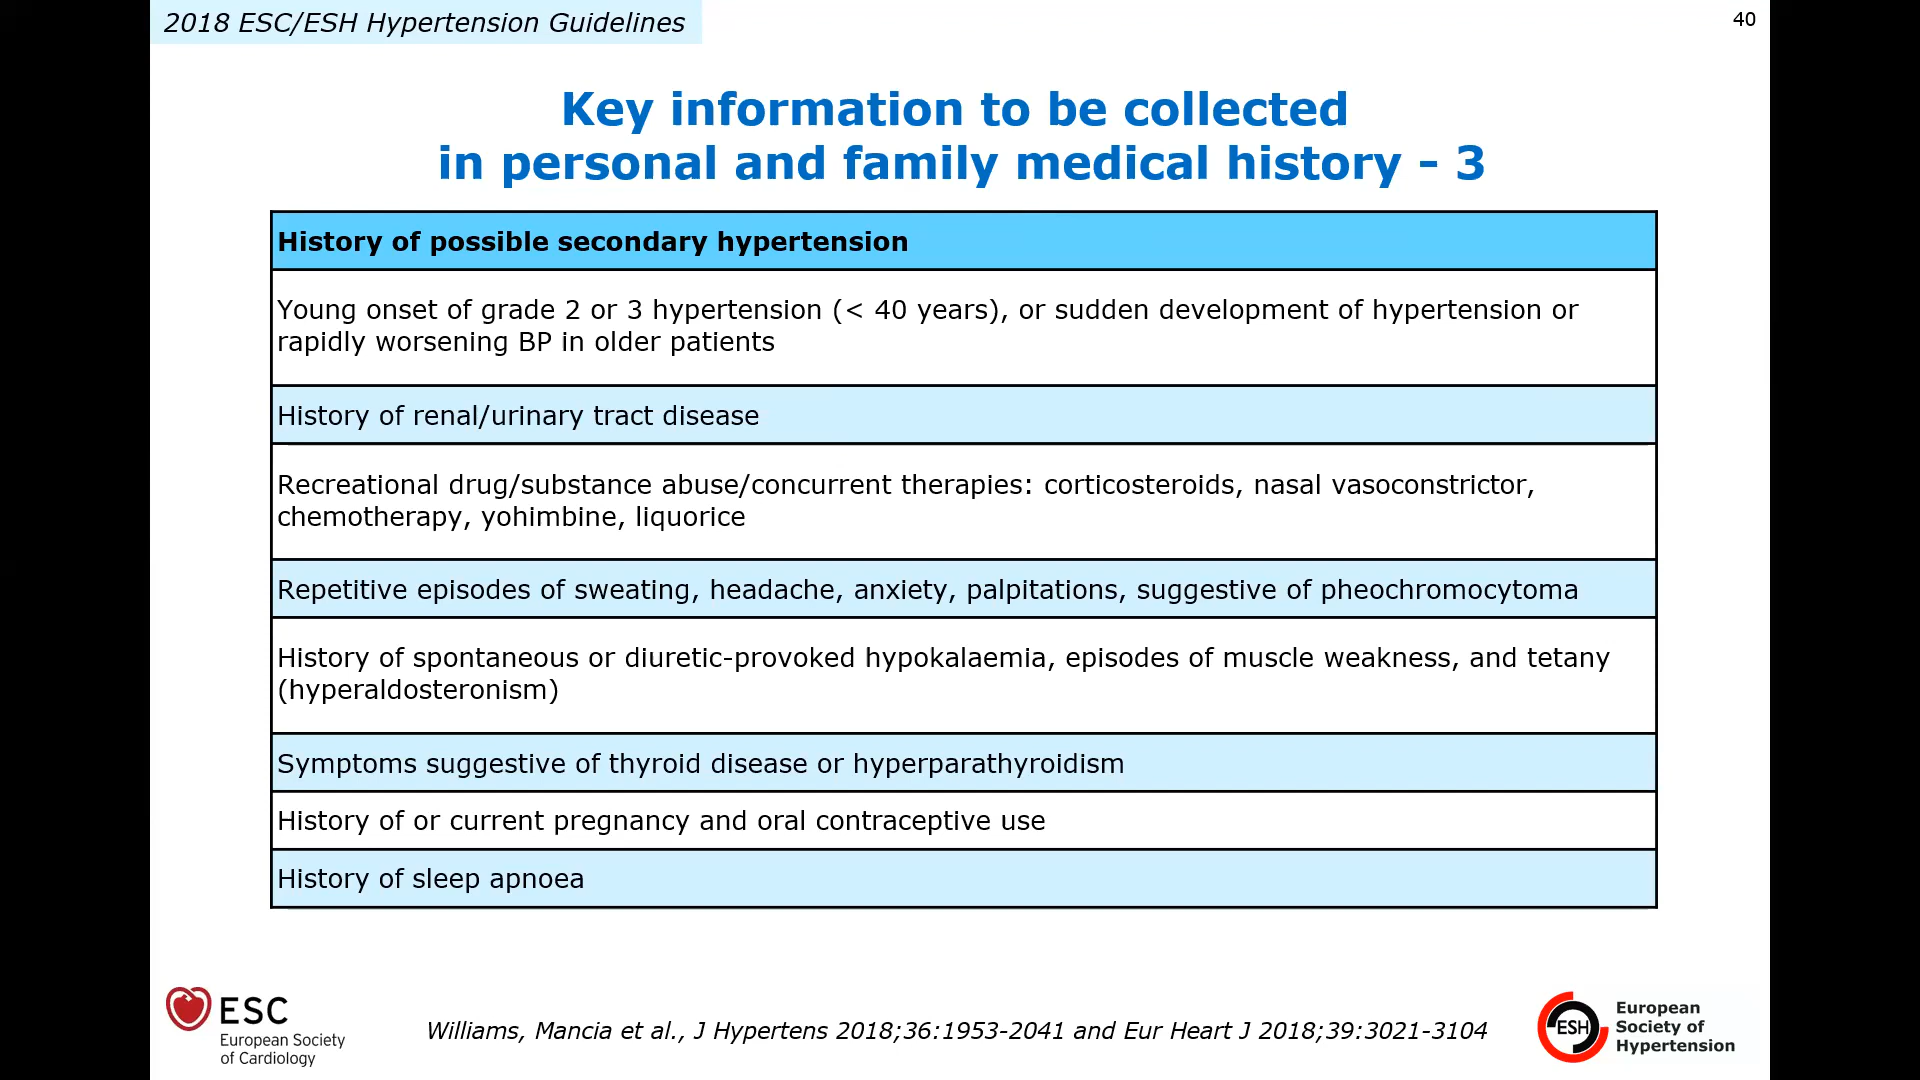 2018 ESC/ESH Hypertension Guidelines
40
Key information to be collected
in personal and family medical history - 3
History of possible secondary hypertension
Young onset of grade 2 or 3 hypertension (< 40 years), or sudden development of hypertension or
rapidly worsening BP in older patients
History of renal/urinary tract disease
Recreational drug/substance abuse/concurrent therapies: corticosteroids, nasal vasoconstrictor,
chemotherapy, yohimbine, liquorice
Repetitive episodes of sweating, headache, anxiety, palpitations, suggestive of pheochromocytoma
History of spontaneous or diuretic-provoked hypokalaemia, episodes of muscle weakness, and tetany
(hyperaldosteronism)
Symptoms suggestive of thyroid disease or hyperparathyroidism
History of or current pregnancy and oral contraceptive use
History of sleep apnoea
ESC
European Society
of Cardiology
Williams, Mancia et al., J Hypertens 2018;36:1953-2041 and Eur Heart J 2018;39:3021-3104
ESH
European
Society of
Hypertension